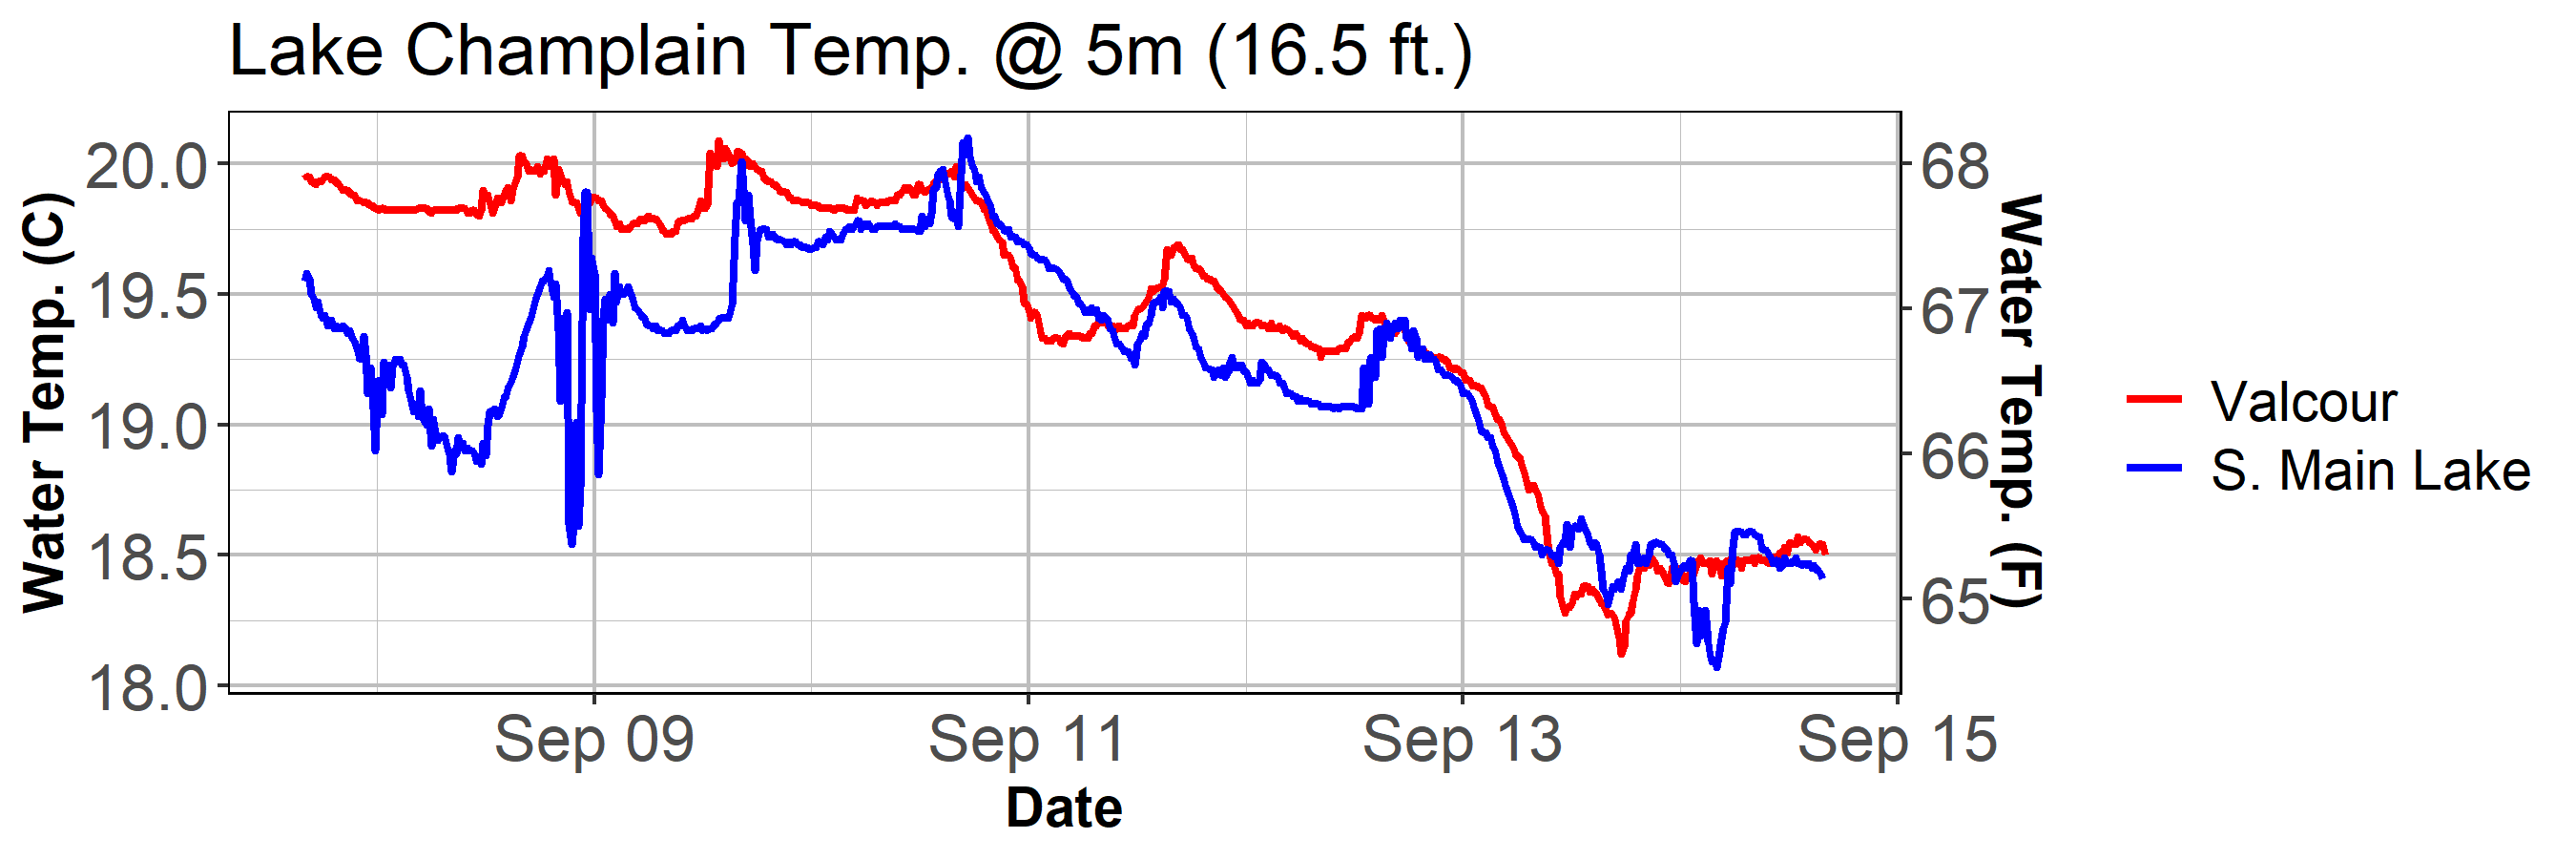 Lake Champlain Temp. @ 5m (16.5 ft.)
Water Temp. (C)
20.0
19.5
19.0
18.5
18.0
68
67
66
65
Water Temp. (F)
Sep 09
Sep 11
Sep 13
Sep 15
Date
Valcour
S. Main Lake